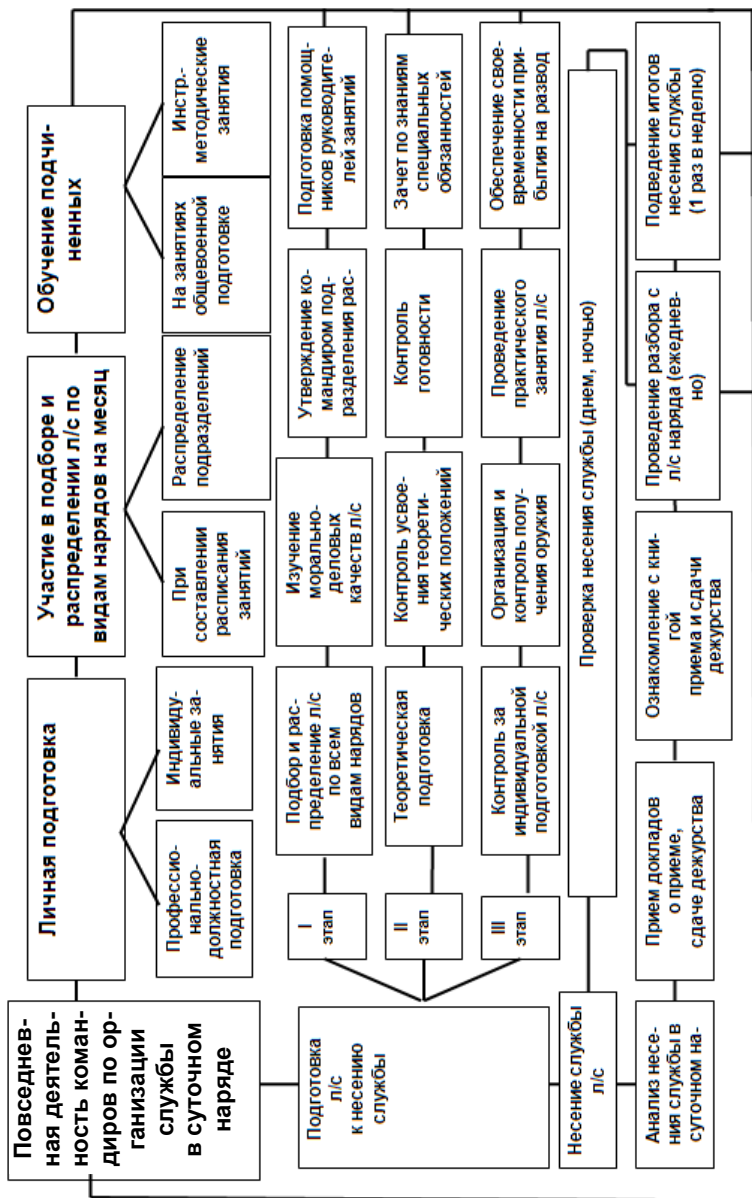 Повседнев-
ная деятель-
ность коман-
диров по ор-
ганизации
службы
в суточном
наряде
Личная подготовка
Участие в подборе и
распределении л/с по
видам нарядов на месяц
Обучение подчи-
ненных
Профессио-
нально-
должностная
подготовка
Индивиду-
альные за-
нятия
При
составлении
расписания
занятий
Распределение
подразделений
На занятиях
общевоенной
подготовке
Инстр.-
методические
занятия
Подготовка
л/с
к несению
службы
I
этап
Подбор и рас-
пределение л/с
по всем
видам нарядов
Изучение
морально-
деловых
качеств л/с
Утверждение ко-
мандиром под-
разделения рас-
Подготовка помощ-
ников руководите-
лей занятий
II
этап
Теоретическая
подготовка
Контроль усвое-
ния теорети-
ческих положений
Контроль
готовности
Зачет по знаниям
специальных
обязанностей
III
этап
Контроль за
индивидуальной
подготовкой л/с
Организация и
контроль полу-
чения оружия
Проведение
практического
занятия л/с
Обеспечение свое-
временности при-
бытия на развод
Несение службы
л/с
Проверка несения службы (днем, ночью)
Анализ несе-
ния службы в
суточном на-
Прием докладов
о приеме,
сдаче дежурства
Ознакомление с кни-
гой
приема и сдачи
дежурства
Проведение разбора с
л/с наряда (ежеднев-
но)
Подведение итогов
несения службы
(1 раз в неделю)